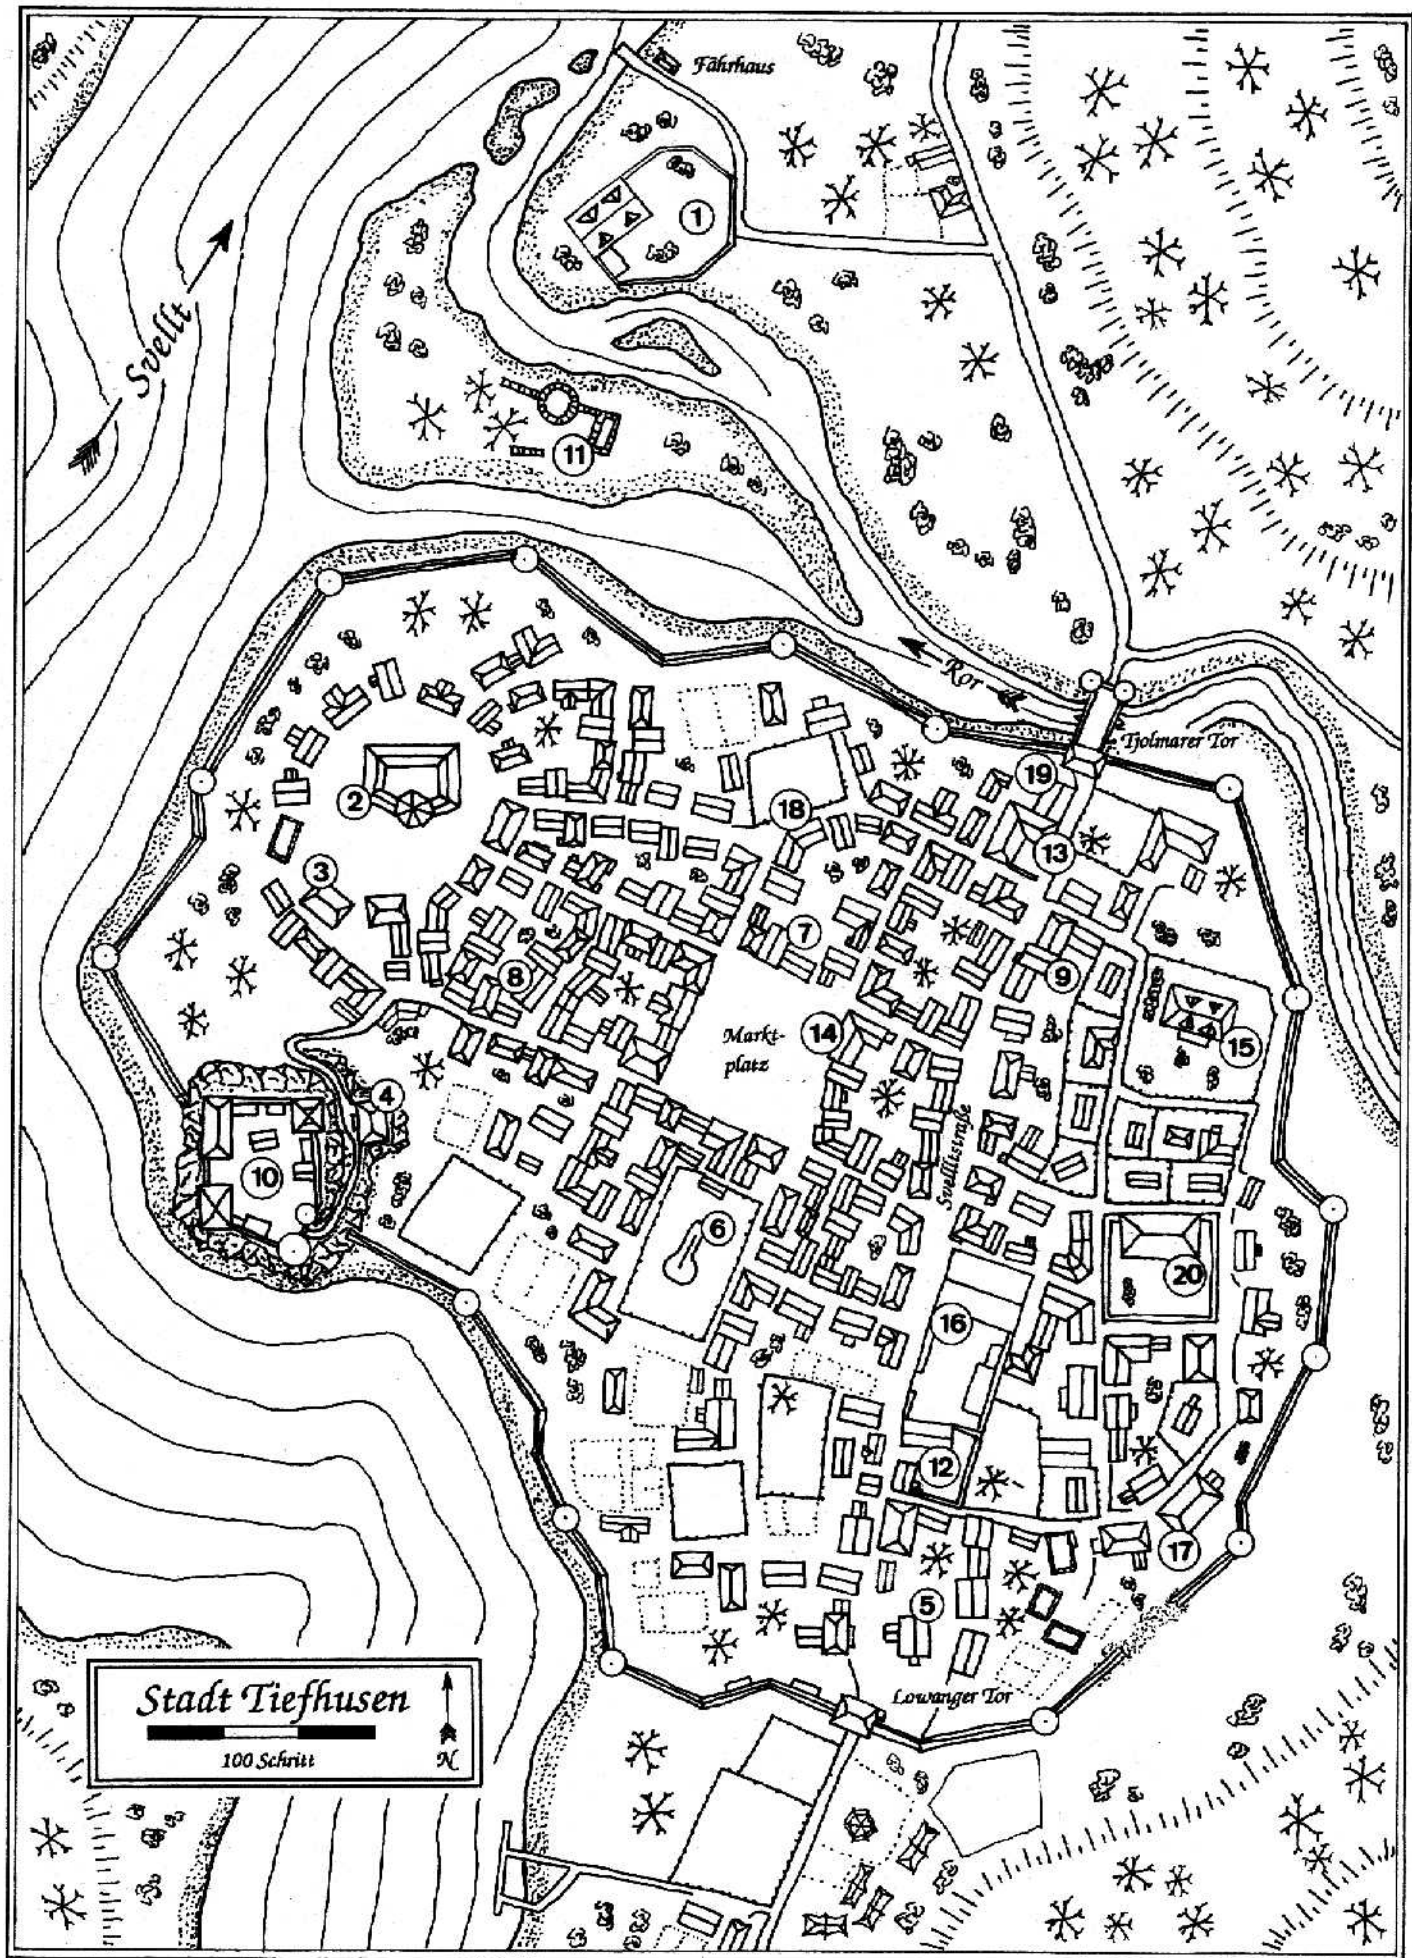 Fährhaus
1
Svellt
11
Ror
Tjolmarer Tor
19
2
18
13
3
7
8
9
14
Markt-
platz
15
4
10
Svelltstraße
6
20
16
12
17
5
Lowanger Tor
Stadt Tiefhusen
100 Schritt
N